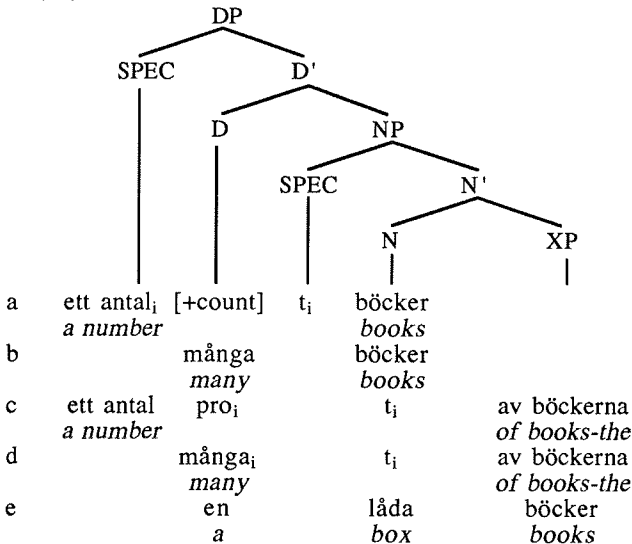 DP
SPEC D'
D NP
SPEC N'
N XP
a ett antalᵢ [+count] tᵢ böcker
a number books
b många böcker
many books
c ett antal proᵢ tᵢ av böckerna
a number of books-the
d mångaᵢ tᵢ av böckerna
many of books-the
e en låda böcker
a box books